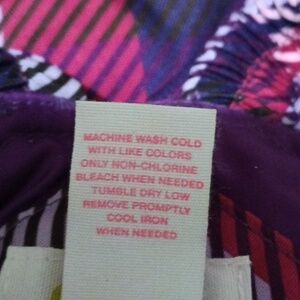 MACHINE WASH COLD
WITH LIKE COLORS
ONLY NON-CHLORINE
BLEACH WHEN NEEDED
TUMBLE DRY LOW
REMOVE PROMPTLY
COOL IRON
WHEN NEEDED